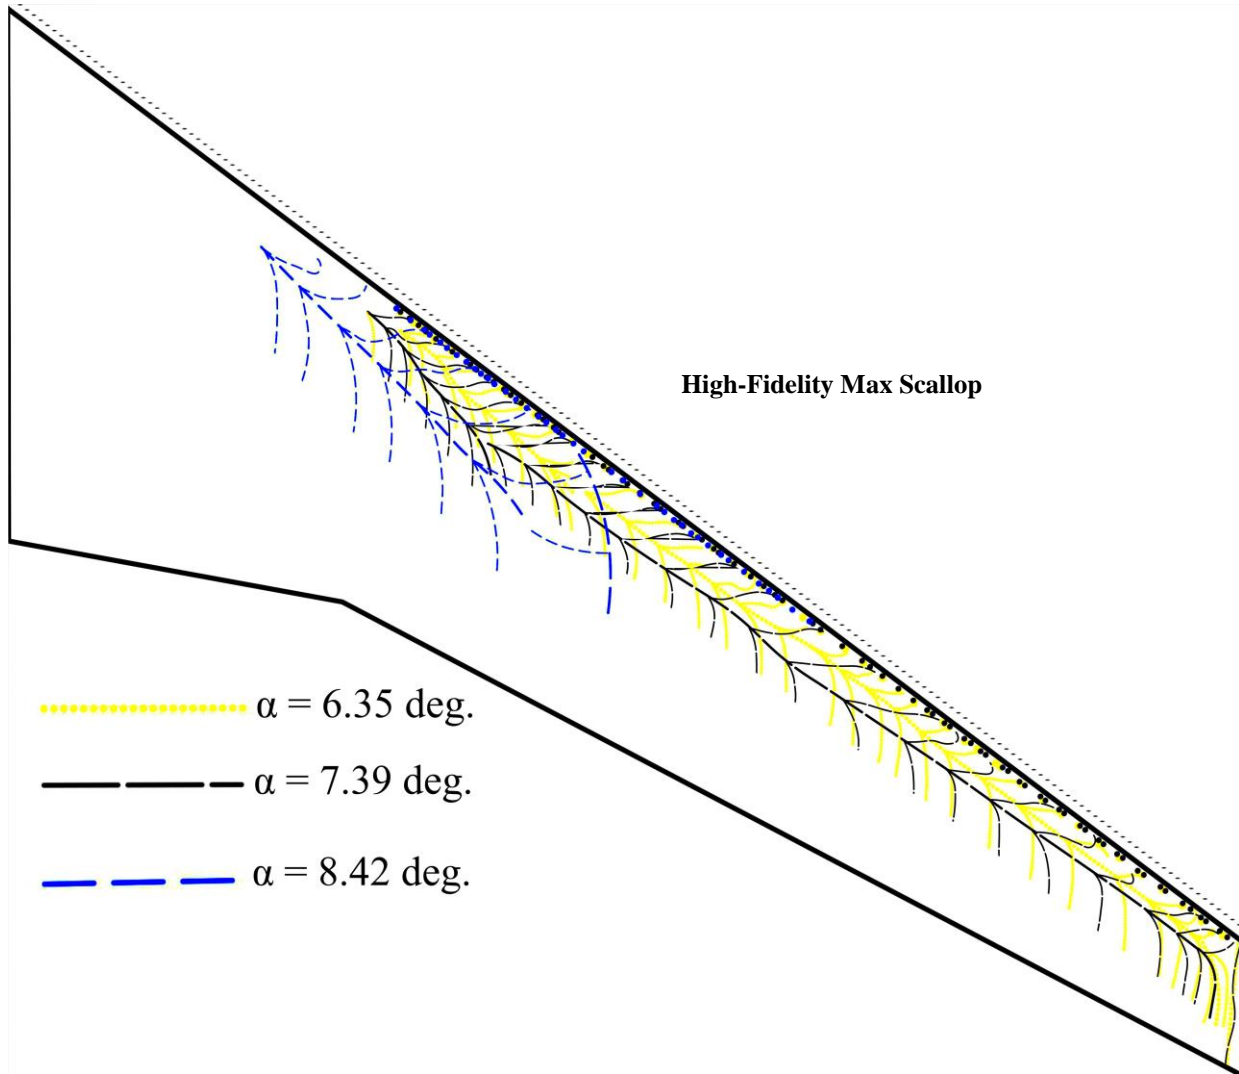 High-Fidelity Max Scallop
α = 6.35 deg.
α = 7.39 deg.
α = 8.42 deg.